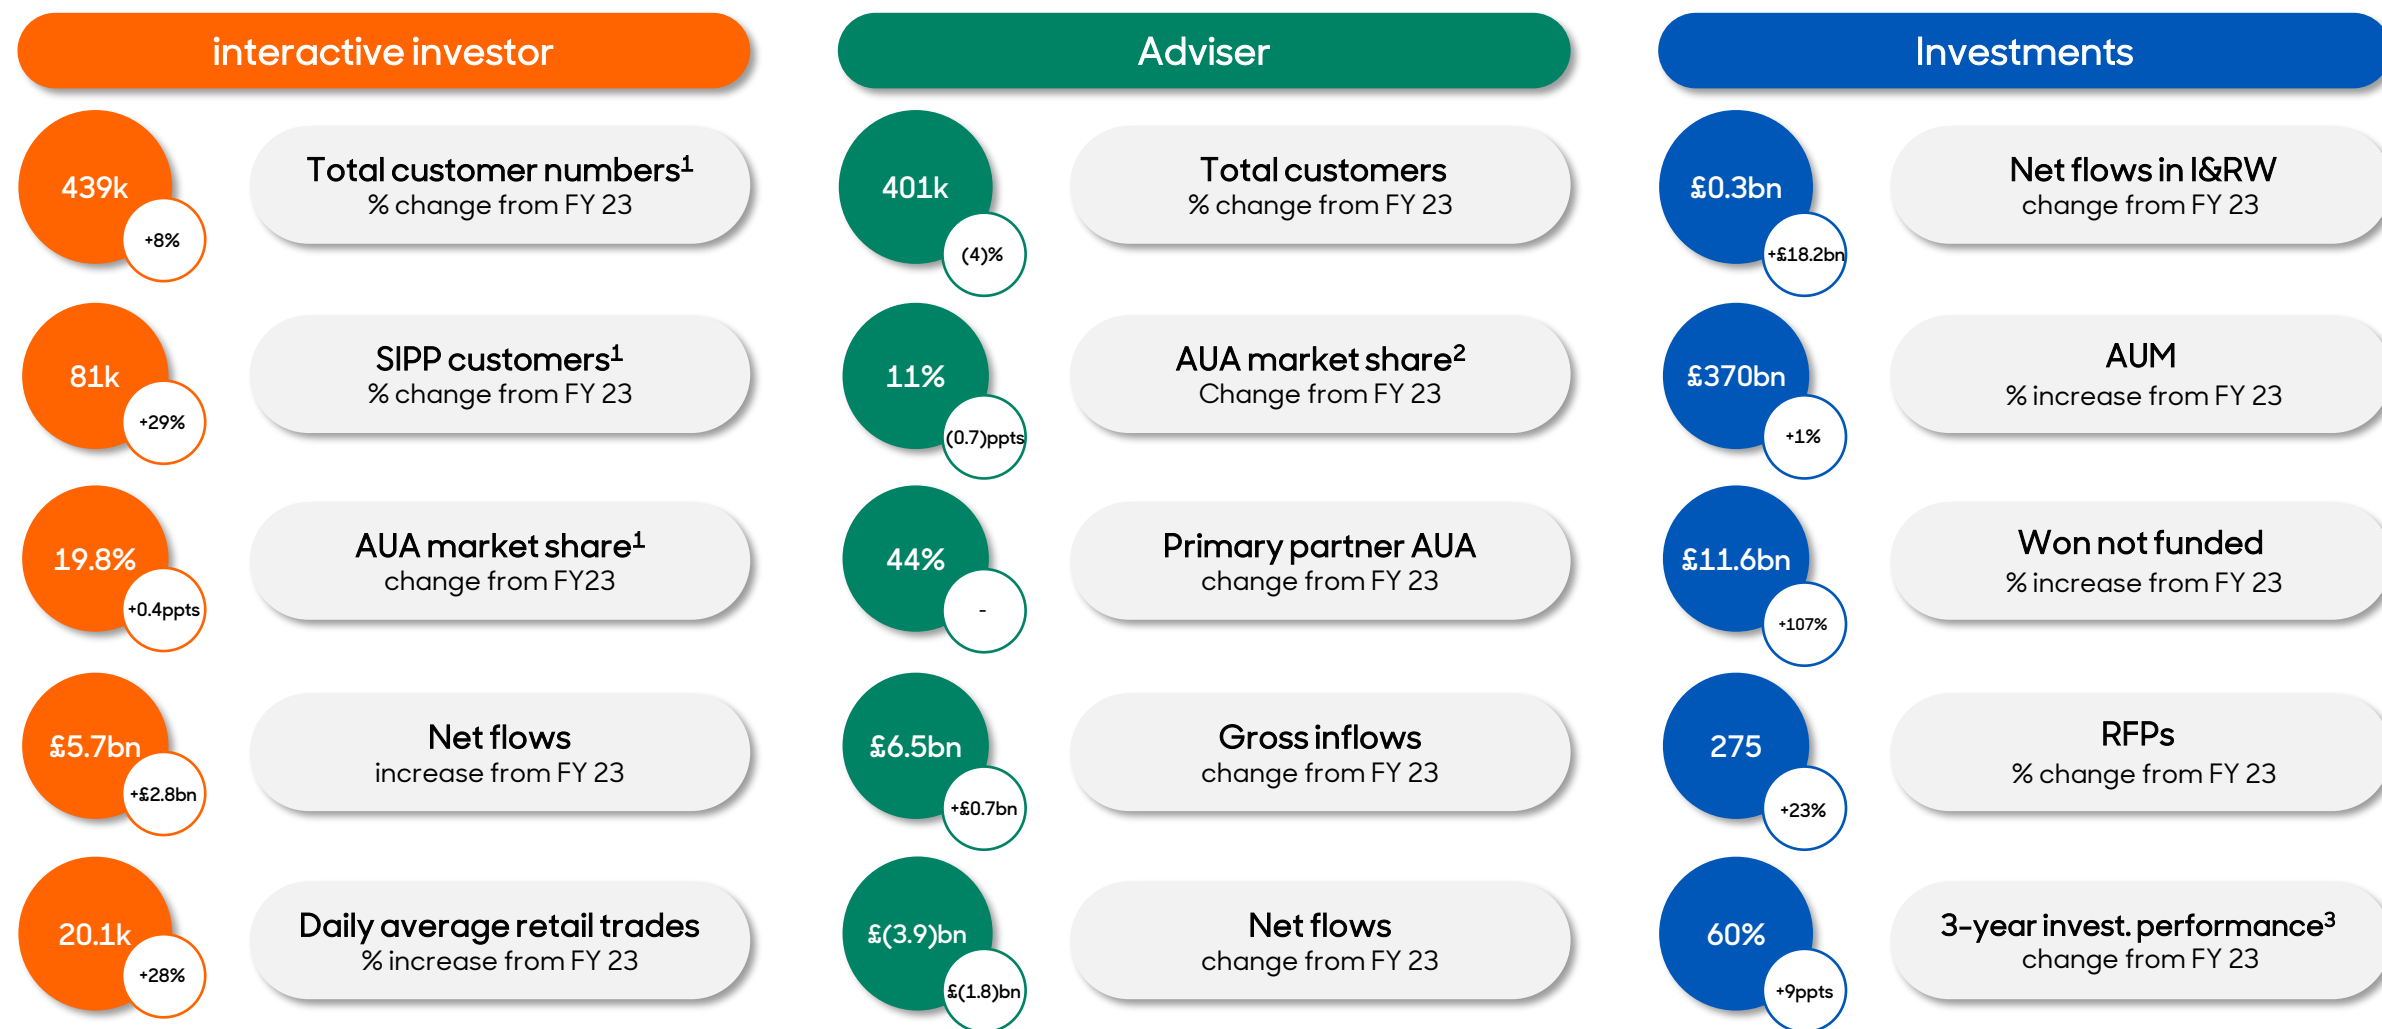 interactive investor
439k
+8%
Total customer numbers¹
% change from FY 23
81k
+29%
SIPP customers¹
% change from FY 23
19.8%
+0.4ppts
AUA market share¹
change from FY23
£5.7bn
+£2.8bn
Net flows
increase from FY 23
20.1k
+28%
Daily average retail trades
% increase from FY 23
Adviser
401k
(4)%
Total customers
% change from FY 23
11%
(0.7)ppts
AUA market share²
Change from FY 23
44%
-
Primary partner AUA
change from FY 23
£6.5bn
+£0.7bn
Gross inflows
change from FY 23
£(3.9)bn
£(1.8)bn
Net flows
change from FY 23
Investments
£0.3bn
+£18.2bn
Net flows in I&RW
change from FY 23
£370bn
+1%
AUM
% increase from FY 23
£11.6bn
+107%
Won not funded
% increase from FY 23
275
+23%
RFPs
% change from FY 23
60%
+9ppts
3-year invest. performance³
change from FY 23